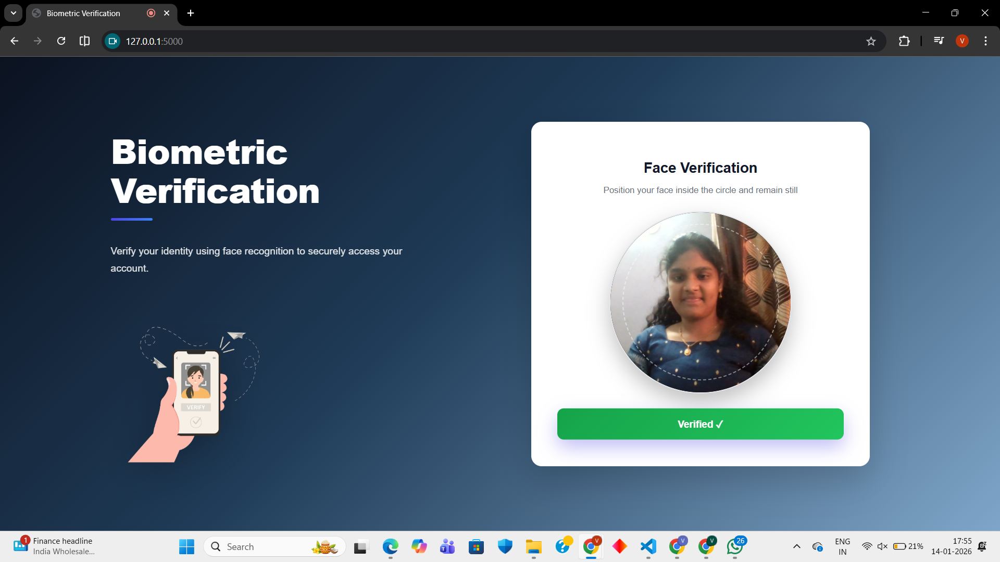 Biometric Verification
127.0.0.1:5000
V
Biometric
Verification
Verify your identity using face recognition to securely access your
account.
VERIFY
Face Verification
Position your face inside the circle and remain still
Verified ✓
1
Finance headline
India Wholesale...
Search
T
V
V
V
26
ENG
IN
21%
17:55
14-01-2026